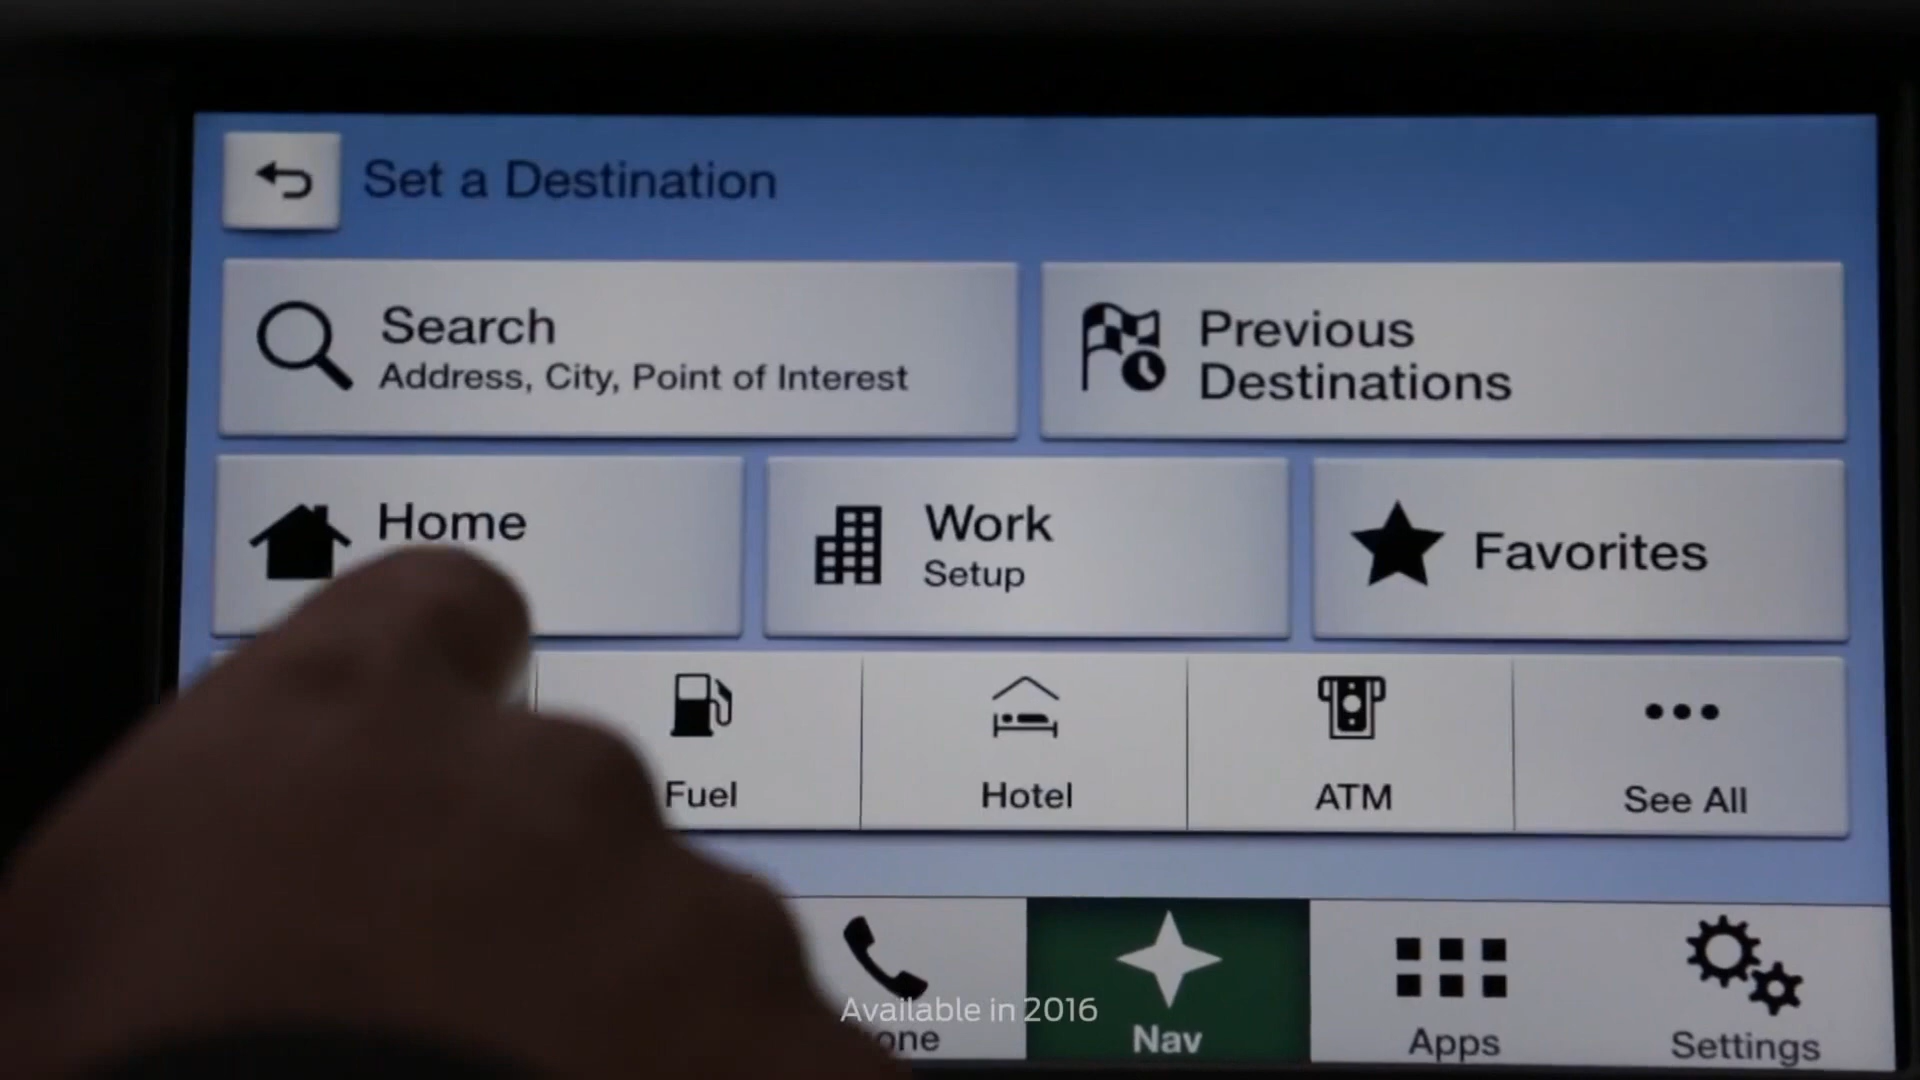 Set a Destination
Search
Address, City, Point of Interest
Previous
Destinations
Home
Work
Setup
Favorites
Fuel
Hotel
ATM
See All
Available in 2016
Nav
Apps
Settings